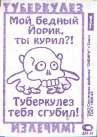 ТУБЕРКУЛЕЗ
Мой бедный
Йорик,
ты курил?!
Туберкулез
тебя сгубил!
ИЗЛЕЧИМ!